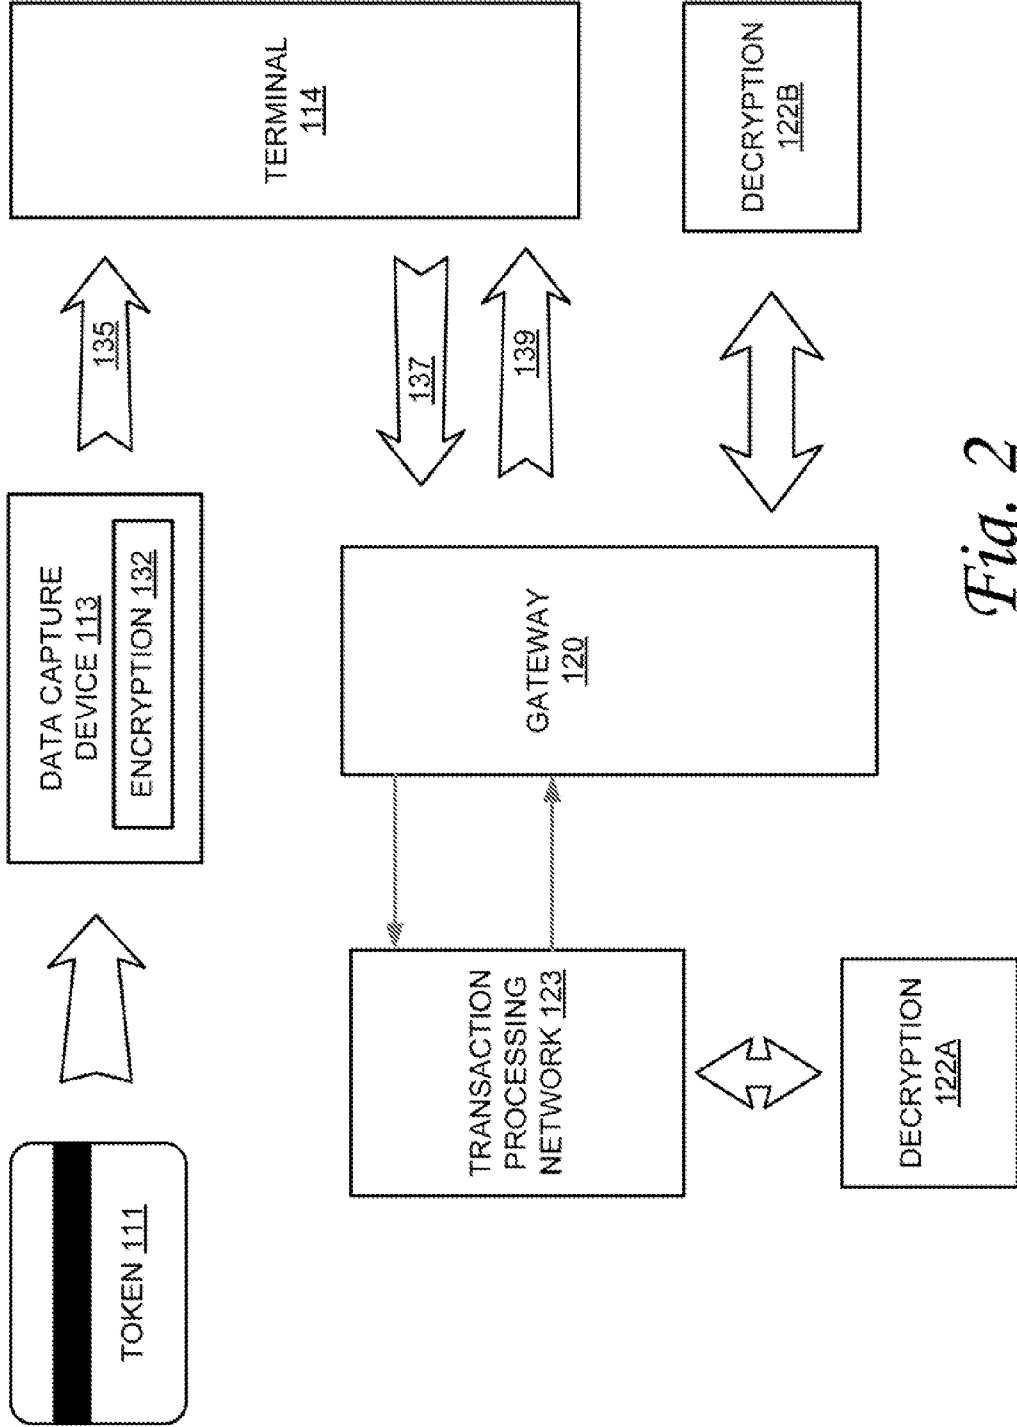 TOKEN 111
DATA CAPTURE
DEVICE 113
ENCRYPTION 132
135
TERMINAL
114
TRANSACTION
PROCESSING
NETWORK 123
GATEWAY
120
137
139
DECRYPTION
122A
DECRYPTION
122B
Fig. 2